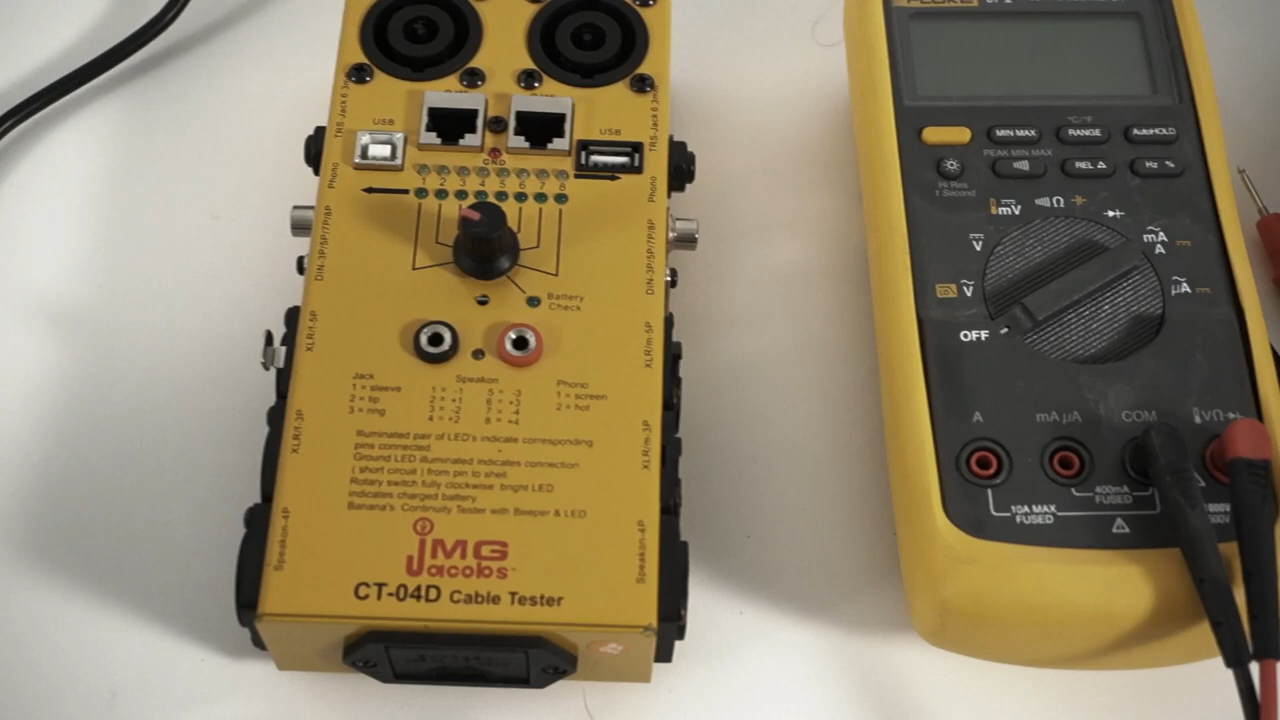 FLUKE
TRS-Jack 6.3m
TRS-Jack 6.3m
USB
USB
GND
1 2 3 4 5 6 7 8
Phono
Phono
DIN-3P/5P/7P/8P
DIN-3P/5P/7P/8P
Battery
Check
XLR/f-5P
XLR/m-5P
XLR/f-3P
XLR/m-3P
Speakon-4P
Speakon-4P
Jack
1 = sleeve
2 = tip
3 = ring
Speakon
1 = -1 5 = -3
2 = +1 6 = +3
3 = -2 7 = -4
4 = +2 8 = +4
Phono
1 = screen
2 = hot
Illuminated pair of LED's indicate corresponding
pins connected
Ground LED illuminated indicates connection
( short circuit ) from pin to shell.
Rotary switch fully clockwise: bright LED
indicates charged battery.
Banana's: Continuity Tester with Beeper & LED
JMG
Jacobs
CT-04D Cable Tester
°C/°F
MIN MAX
RANGE
AutoHOLD
PEAK MIN MAX
REL Δ
Hz %
Hi Res
1 Second
mV
Ω
V
mA
A
V
µA
OFF
A
mA µA
COM
VΩ
400mA
FUSED
10A MAX
FUSED